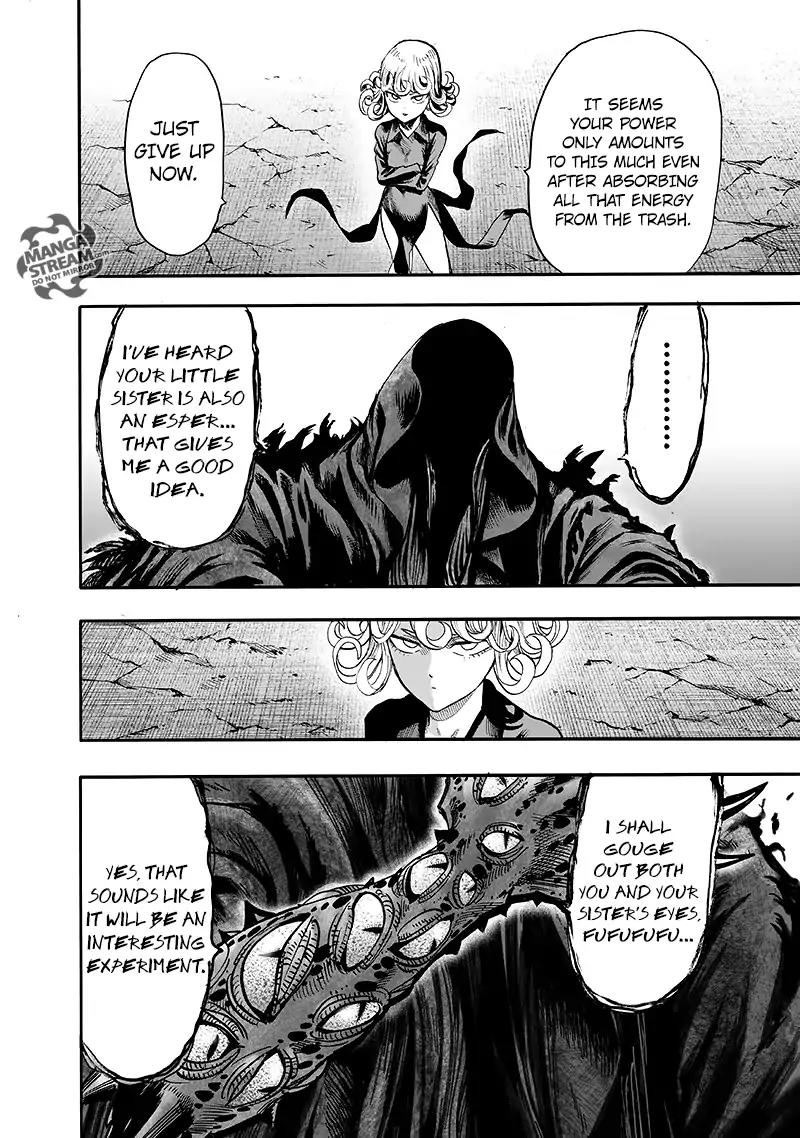 IT SEEMS
YOUR POWER
ONLY AMOUNTS
TO THIS MUCH EVEN
AFTER ABSORBING
ALL THAT ENERGY
FROM THE TRASH.
JUST
GIVE UP
NOW.
MANGA
STREAM.com
DO NOT MIRROR!
.........
I'VE HEARD
YOUR LITTLE
SISTER IS ALSO
AN ESPER...
THAT GIVES
ME A GOOD
IDEA.
I SHALL
GOUGE
OUT BOTH
YOU AND YOUR
SISTER'S EYES,
FUFUFUFU...
YES, THAT
SOUNDS LIKE
IT WILL BE AN
INTERESTING
EXPERIMENT.